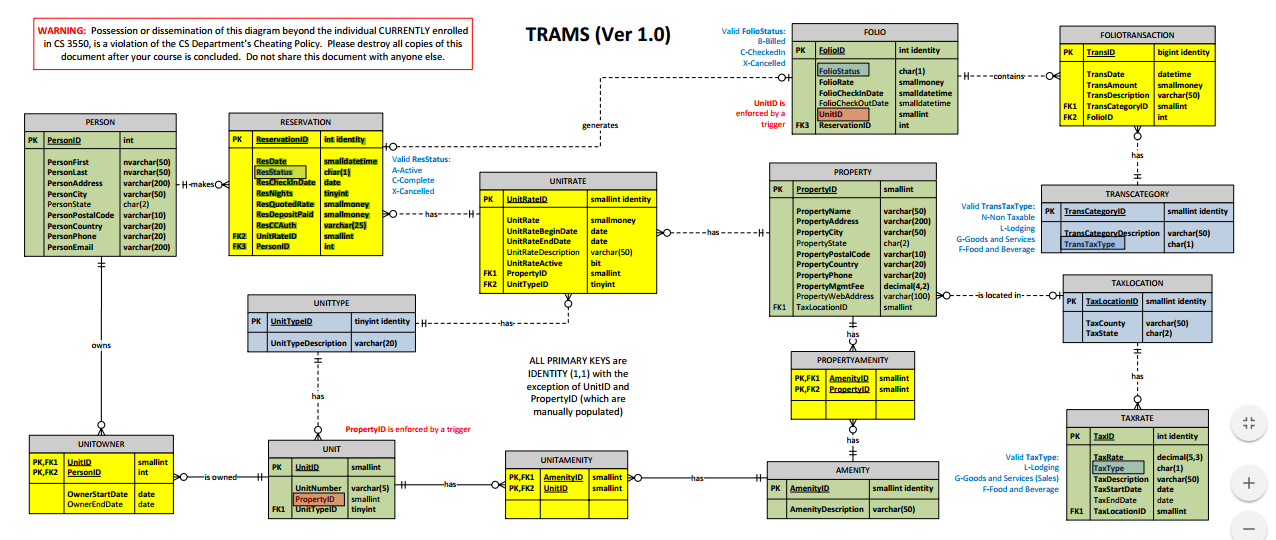 WARNING: Possession or dissemination of this diagram beyond the individual CURRENTLY enrolled
in CS 3550, is a violation of the CS Department's Cheating Policy. Please destroy all copies of this
document after your course is concluded. Do not share this document with anyone else.
TRAMS (Ver 1.0)
Valid FolioStatus:
B-Billed
C-CheckedIn
X-Cancelled
UnitID is
enforced by a
trigger
FOLIO
PK FolioID int identity
FolioStatus char(1)
FolioRate smallmoney
FolioCheckInDate smalldatetime
FolioCheckOutDate smalldatetime
UnitID smallint
FK3 ReservationID int
contains
FOLIOTRANSACTION
PK TransID bigint identity
TransDate datetime
TransAmount smallmoney
TransDescription varchar(50)
FK1 TransCategoryID smallint
FK2 FolioID int
has
PERSON
PK PersonID int
PersonFirst nvarchar(50)
PersonLast nvarchar(50)
PersonAddress varchar(200)
PersonCity varchar(50)
PersonState char(2)
PersonPostalCode varchar(10)
PersonCountry varchar(20)
PersonPhone varchar(20)
PersonEmail varchar(200)
makes
RESERVATION
PK ReservationID int identity
ResDate smalldatetime
ResStatus char(1)
ResCheckInDate date
ResNights tinyint
ResQuotedRate smallmoney
ResDepositPaid smallmoney
ResCCAuth varchar(25)
FK2 UnitRateID smallint
FK3 PersonID int
generates
Valid ResStatus:
A-Active
C-Complete
X-Cancelled
has
UNITRATE
PK UnitRateID smallint identity
UnitRate smallmoney
UnitRateBeginDate date
UnitRateEndDate date
UnitRateDescription varchar(50)
UnitRateActive bit
FK1 PropertyID smallint
FK2 UnitTypeID tinyint
has
PROPERTY
PK PropertyID smallint
PropertyName varchar(50)
PropertyAddress varchar(200)
PropertyCity varchar(50)
PropertyState char(2)
PropertyPostalCode varchar(10)
PropertyCountry varchar(20)
PropertyPhone varchar(20)
PropertyMgmtFee decimal(4,2)
PropertyWebAddress varchar(100)
FK1 TaxLocationID smallint
Valid TransTaxType:
N-Non Taxable
L-Lodging
G-Goods and Services
F-Food and Beverage
TRANSCATEGORY
PK TransCategoryID smallint identity
TransCategoryDescription varchar(50)
TransTaxType char(1)
is located in
TAXLOCATION
PK TaxLocationID smallint identity
TaxCounty varchar(50)
TaxState char(2)
has
UNITTYPE
PK UnitTypeID tinyint identity
UnitTypeDescription varchar(20)
has
owns
has
ALL PRIMARY KEYS are
IDENTITY (1,1) with the
exception of UnitID and
PropertyID (which are
manually populated)
has
PROPERTYAMENITY
PK,FK1 AmenityID smallint
PK,FK2 PropertyID smallint
has
PropertyID is enforced by a trigger
UNITOWNER
PK,FK1 UnitID smallint
PK,FK2 PersonID int
OwnerStartDate date
OwnerEndDate date
is owned
UNIT
PK UnitID smallint
UnitNumber varchar(5)
PropertyID smallint
FK1 UnitTypeID tinyint
has
UNITAMENITY
PK,FK1 AmenityID smallint
PK,FK2 UnitID smallint
has
AMENITY
PK AmenityID smallint identity
AmenityDescription varchar(50)
Valid TaxType:
L-Lodging
G-Goods and Services (Sales)
F-Food and Beverage
TAXRATE
PK TaxID int identity
TaxRate decimal(5,3)
TaxType char(1)
TaxDescription varchar(50)
TaxStartDate date
TaxEndDate date
FK1 TaxLocationID smallint